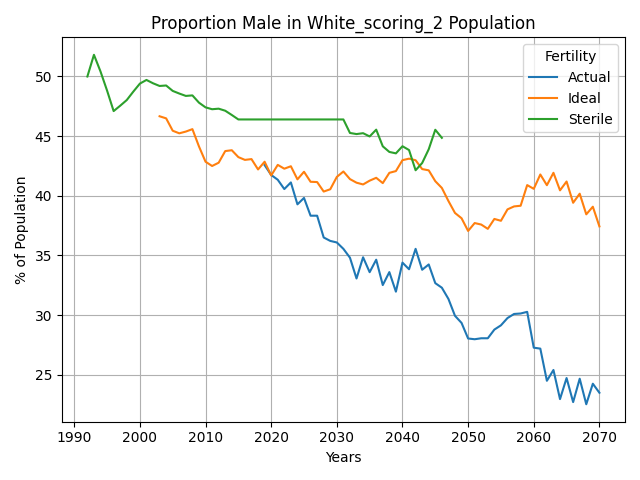 Proportion Male in White_scoring_2 Population
Fertility
Actual
Ideal
Sterile
% of Population
50
45
40
35
30
25
1990
2000
2010
2020
2030
2040
2050
2060
2070
Years